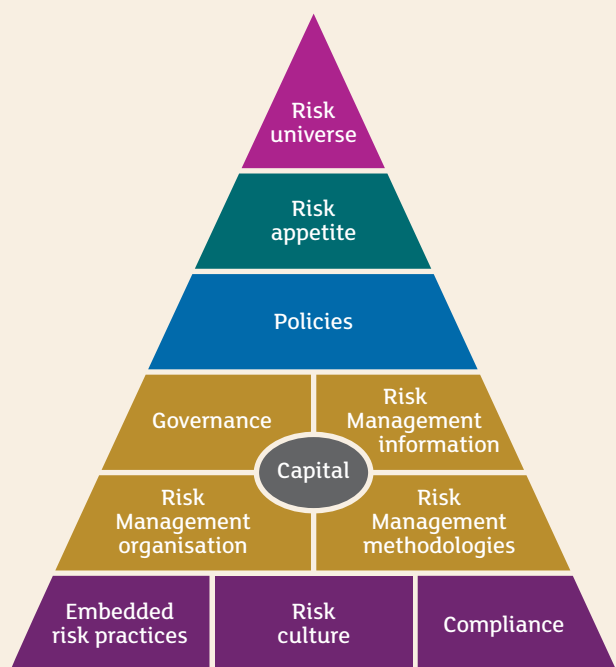 Risk
universe
Risk
appetite
Policies
Governance
Risk
Management
information
Capital
Risk
Management
organisation
Risk
Management
methodologies
Embedded
risk practices
Risk
culture
Compliance